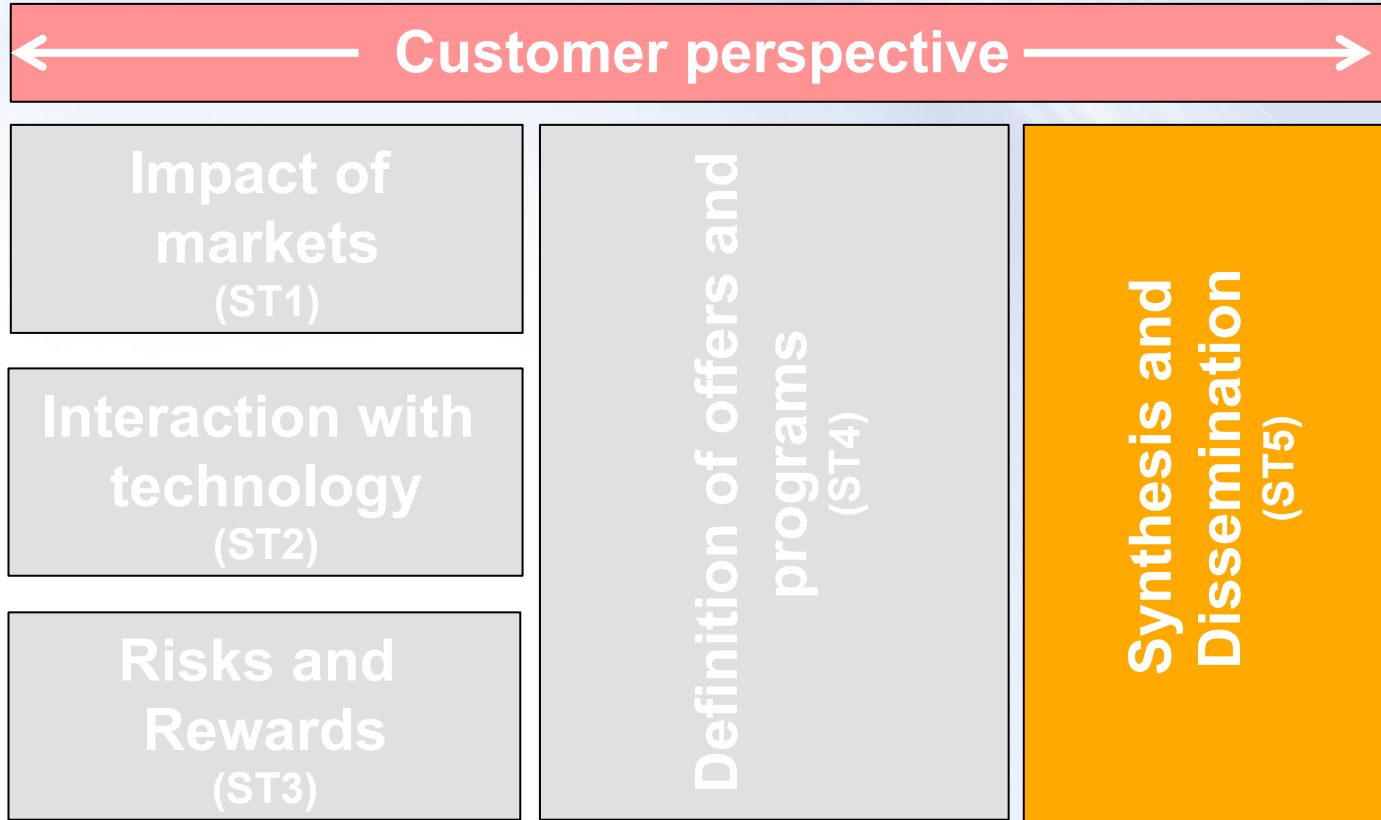 Customer perspective
Impact of
markets
(ST1)
Interaction with
technology
(ST2)
Risks and
Rewards
(ST3)
Definition of offers and
programs
(ST4)
Synthesis and
Dissemination
(ST5)